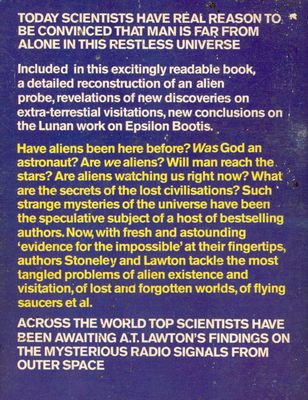 TODAY SCIENTISTS HAVE REAL REASON TO
BE CONVINCED THAT MAN IS FAR FROM
ALONE IN THIS RESTLESS UNIVERSE
Included in this excitingly readable book,
a detailed reconstruction of an alien
probe, revelations of new discoveries on
extra-terrestial visitations, new conclusions on
the Lunan work on Epsilon Bootis.
Have aliens been here before? Was God an
astronaut? Are we aliens? Will man reach the
stars? Are aliens watching us right now? What
are the secrets of the lost civilisations? Such
strange mysteries of the universe have been
the speculative subject of a host of bestselling
authors. Now, with fresh and astounding
'evidence for the impossible' at their fingertips,
authors Stoneley and Lawton tackle the most
tangled problems of alien existence and
visitation, of lost and forgotten worlds, of flying
saucers et al.
ACROSS THE WORLD TOP SCIENTISTS HAVE
BEEN AWAITING A.T. LAWTON'S FINDINGS ON
THE MYSTERIOUS RADIO SIGNALS FROM
OUTER SPACE